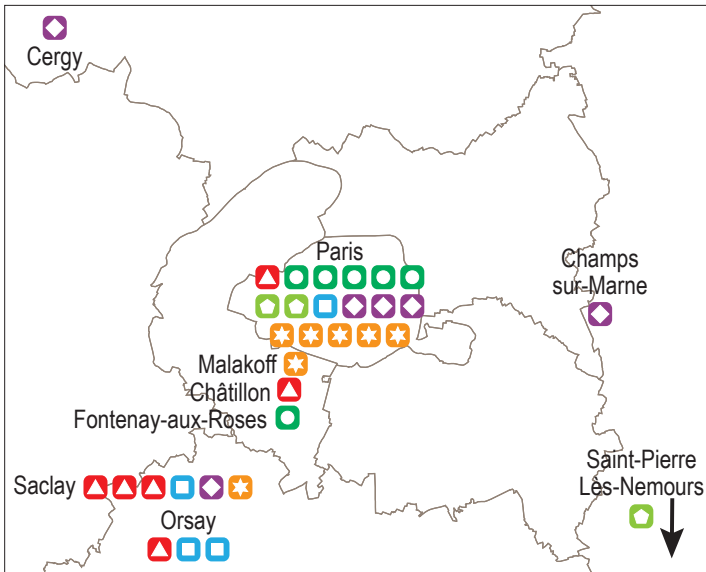 Cergy
Paris
Champs
sur-Marne
Malakoff
Châtillon
Fontenay-aux-Roses
Saclay
Saint-Pierre
Lès-Nemours
Orsay